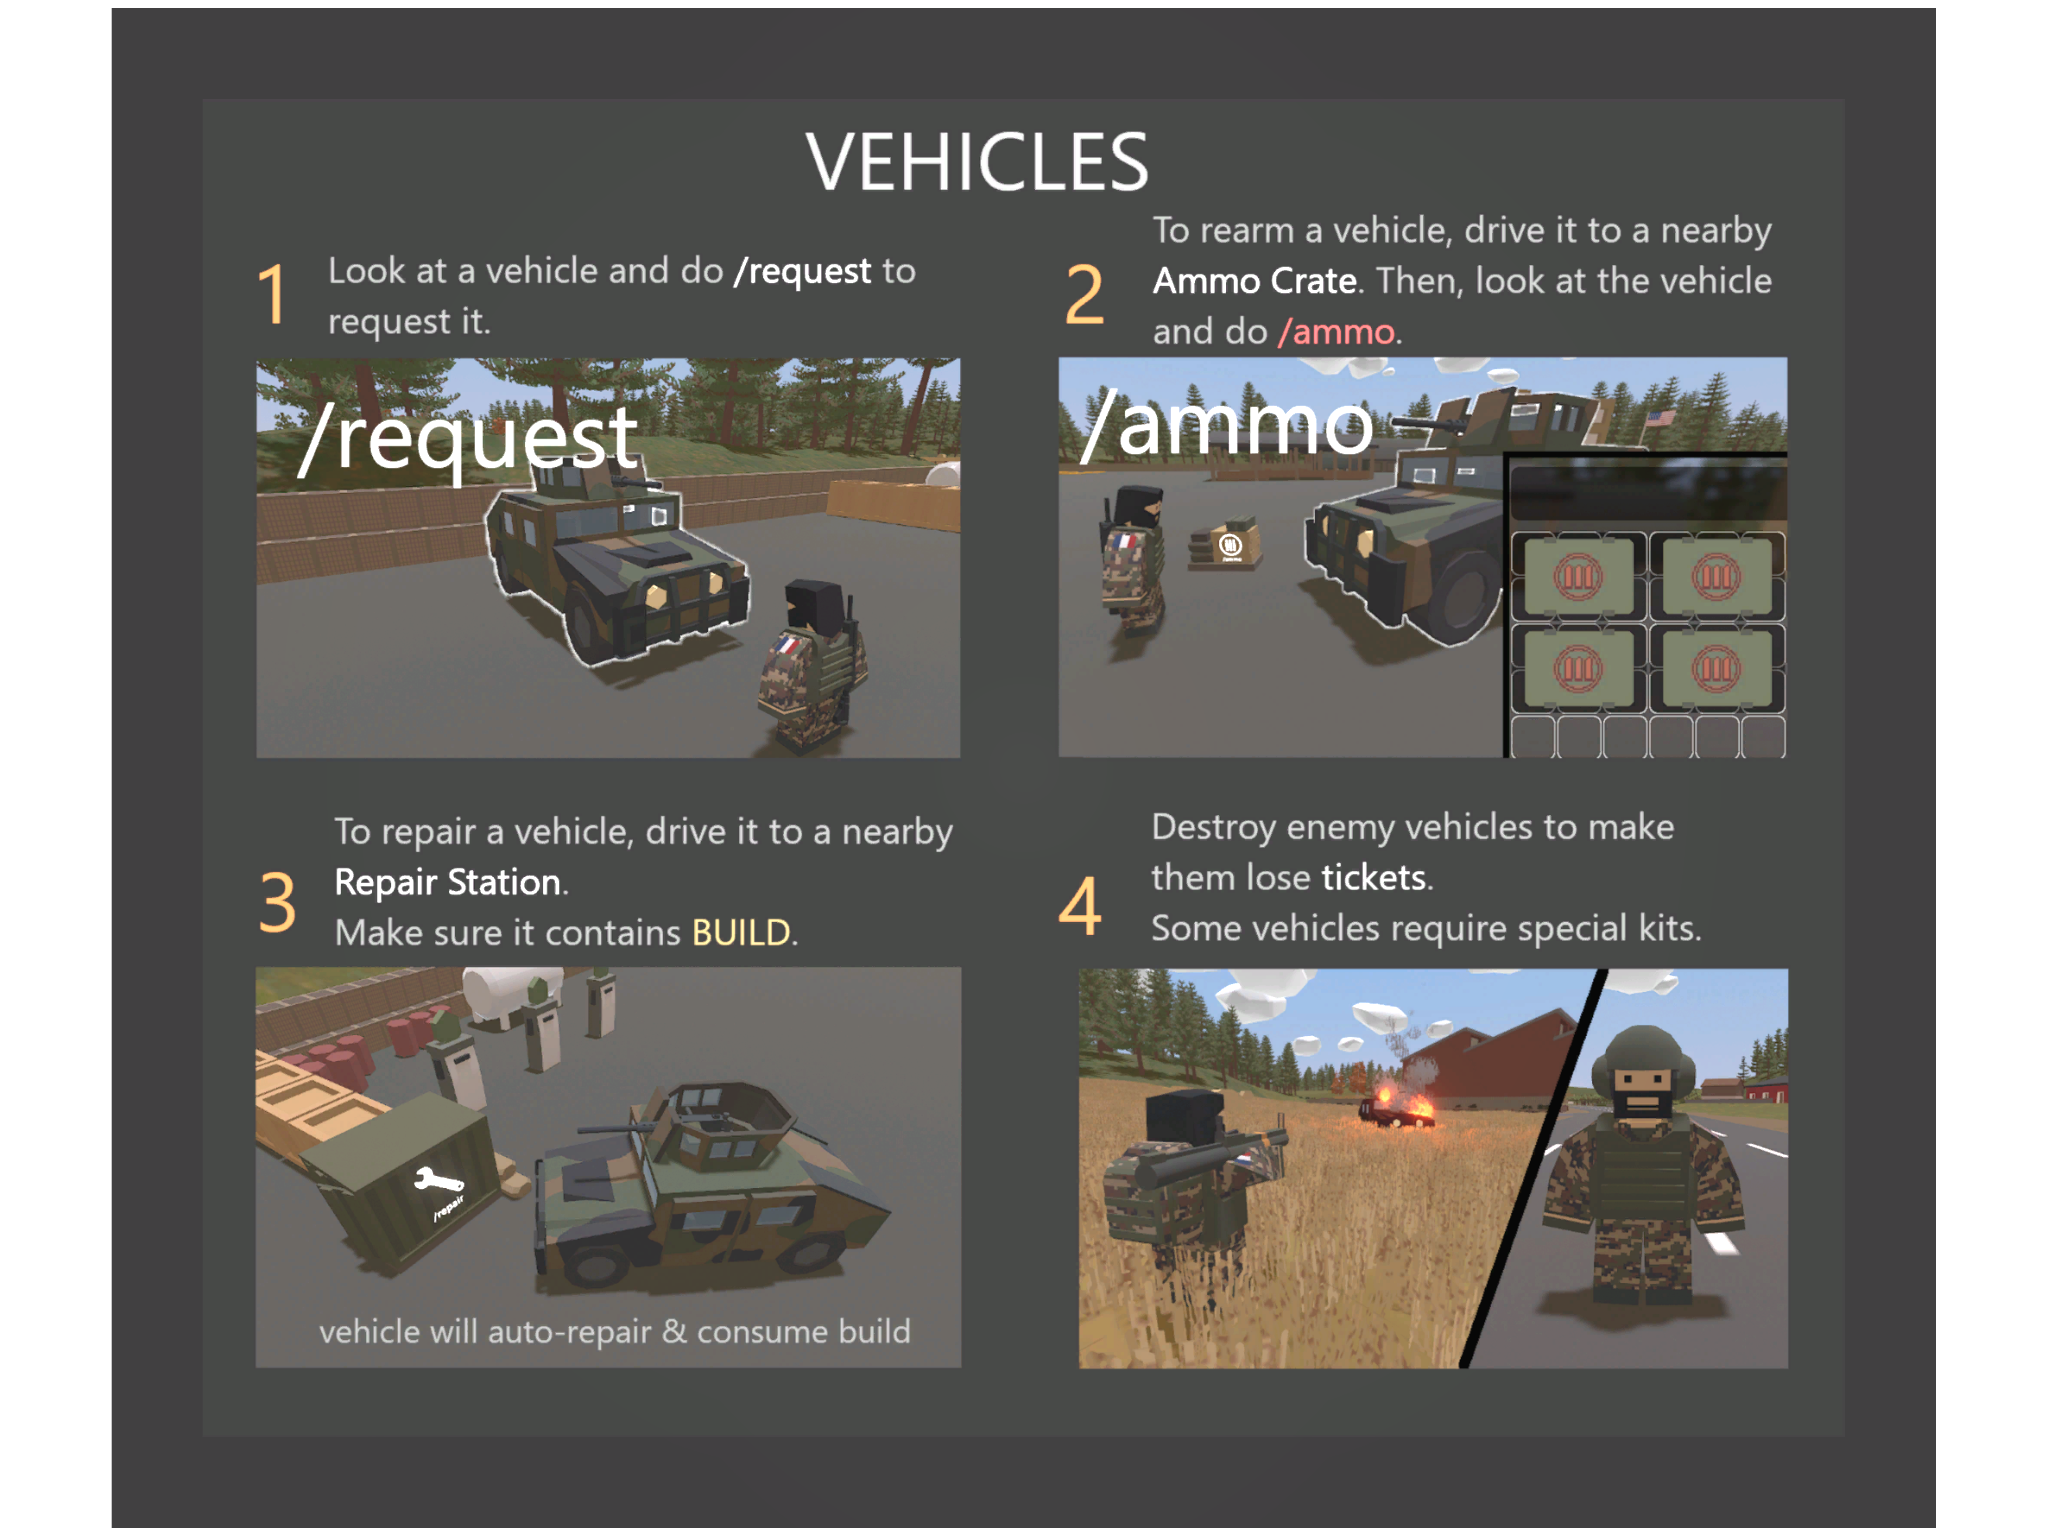 VEHICLES
1
Look at a vehicle and do /request to
request it.
/request
2
To rearm a vehicle, drive it to a nearby
Ammo Crate. Then, look at the vehicle
and do /ammo.
/ammo
3
To repair a vehicle, drive it to a nearby
Repair Station.
Make sure it contains BUILD.
/repair
vehicle will auto-repair & consume build
4
Destroy enemy vehicles to make
them lose tickets.
Some vehicles require special kits.